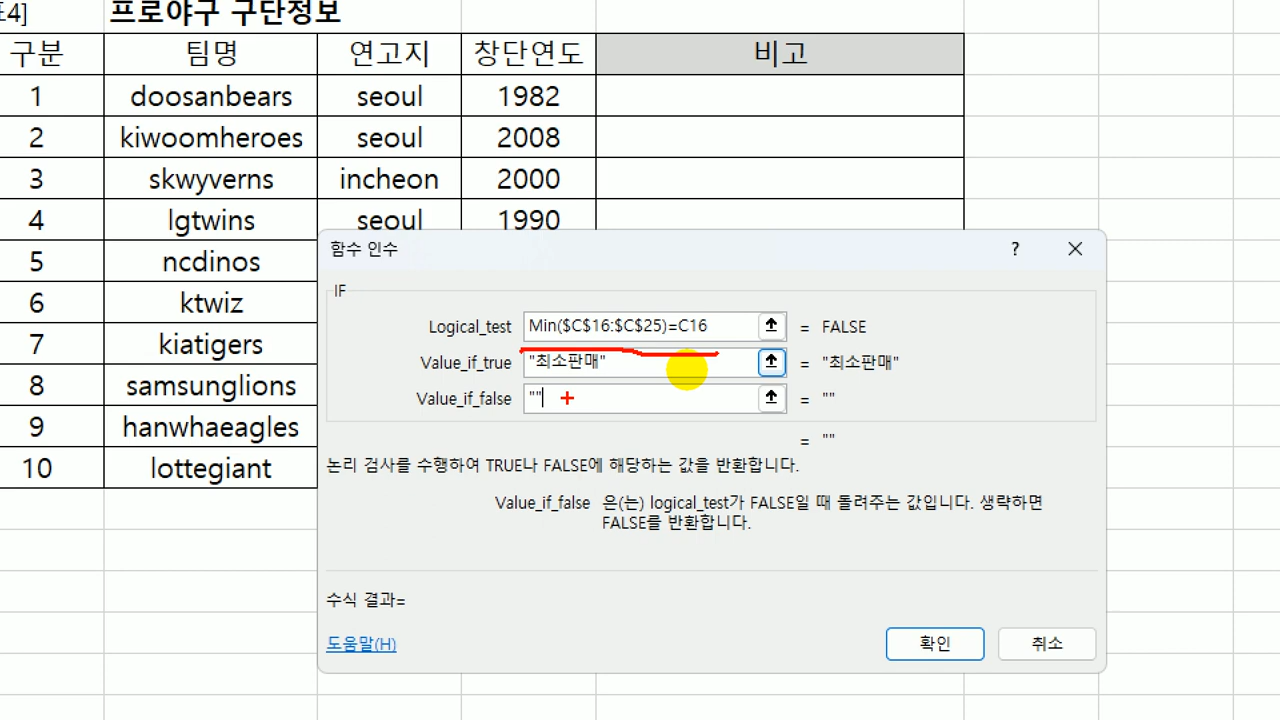 표4] 프로야구 구단정보
구분 팀명 연고지 창단연도 비고
1 doosanbears seoul 1982
2 kiwoomheroes seoul 2008
3 skwyverns incheon 2000
4 lgtwins seoul 1990
5 ncdinos
6 ktwiz
7 kiatigers
8 samsunglions
9 hanwhaeagles
10 lottegiant
함수 인수 ?
IF
Logical_test Min($C$16:$C$25)=C16 = FALSE
Value_if_true "최소판매" = "최소판매"
Value_if_false "" = ""
= ""
논리 검사를 수행하여 TRUE나 FALSE에 해당하는 값을 반환합니다.
Value_if_false 은(는) logical_test가 FALSE일 때 돌려주는 값입니다. 생략하면
FALSE를 반환합니다.
수식 결과=
도움말(H) 확인 취소